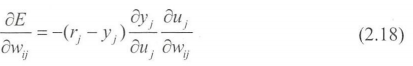 ∂E/∂w_ij = −(r_j − y_j) ∂y_j/∂u_j ∂u_j/∂w_ij (2.18)